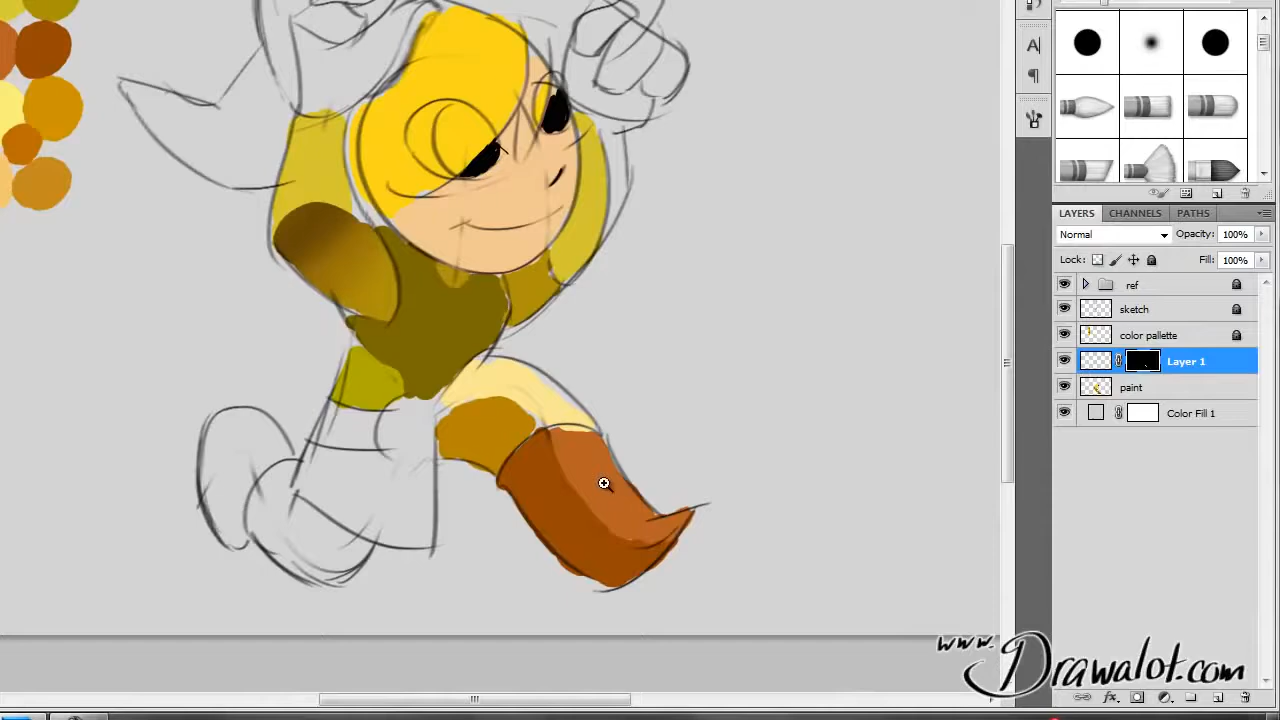 A
¶
LAYERS CHANNELS PATHS
Normal Opacity: 100%
Lock: Fill: 100%
ref
sketch
color pallette
Layer 1
paint
Color Fill 1
www.Drawalot.com